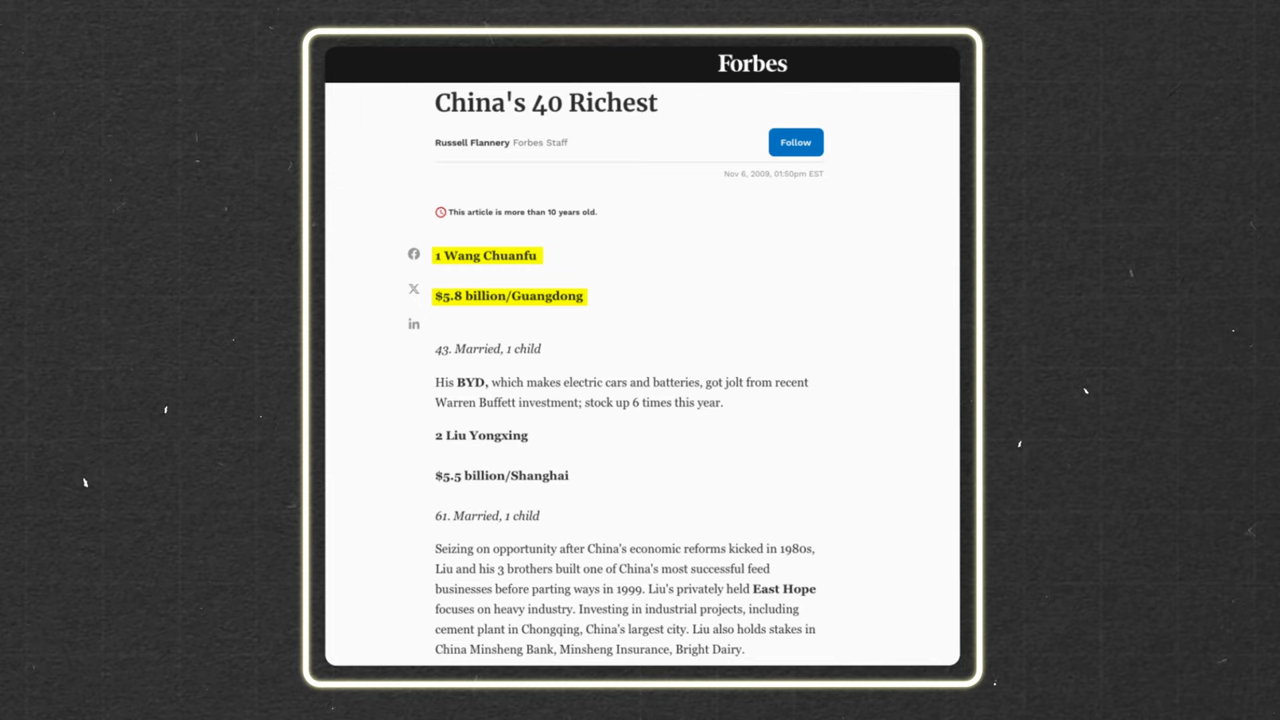 Forbes
China's 40 Richest
Russell Flannery Forbes Staff
Follow
Nov 6, 2009, 01:50pm EST
This article is more than 10 years old.
1 Wang Chuanfu
$5.8 billion/Guangdong
43. Married, 1 child
His BYD, which makes electric cars and batteries, got jolt from recent
Warren Buffett investment; stock up 6 times this year.
2 Liu Yongxing
$5.5 billion/Shanghai
61. Married, 1 child
Seizing on opportunity after China's economic reforms kicked in 1980s,
Liu and his 3 brothers built one of China's most successful feed
businesses before parting ways in 1999. Liu's privately held East Hope
focuses on heavy industry. Investing in industrial projects, including
cement plant in Chongqing, China's largest city. Liu also holds stakes in
China Minsheng Bank, Minsheng Insurance, Bright Dairy.